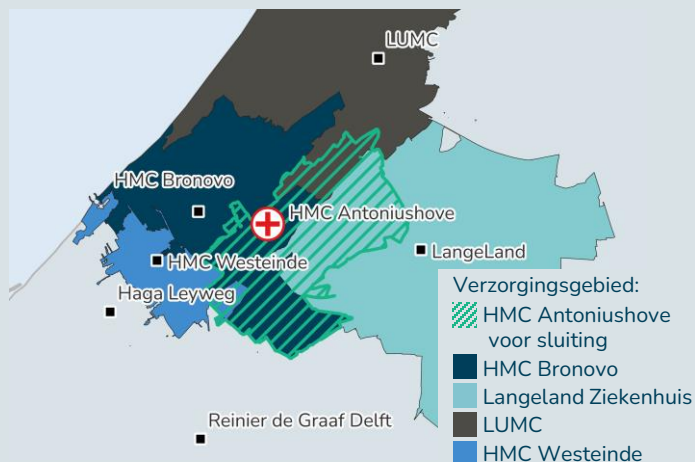 LUMC
HMC Bronovo
HMC Antoniushove
HMC Westeinde
LangeLand
Haga Leyweg
Reinier de Graaf Delft
Verzorgingsgebied:
HMC Antoniushove
voor sluiting
HMC Bronovo
Langeland Ziekenhuis
LUMC
HMC Westeinde